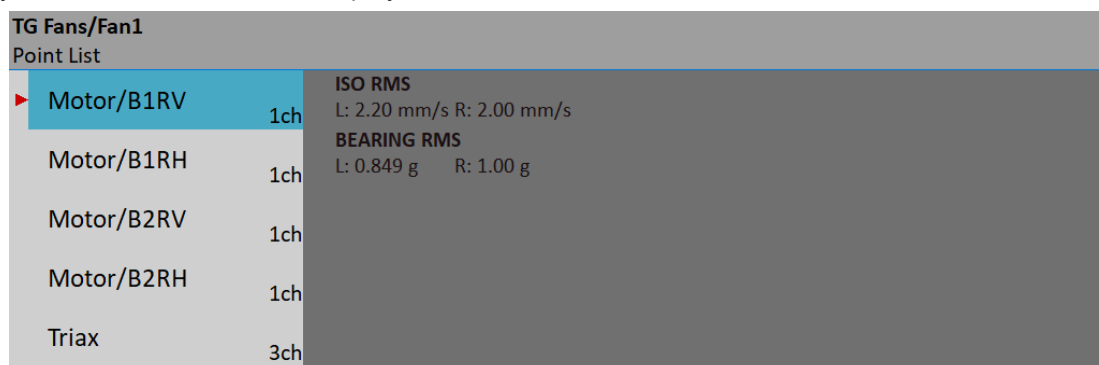 TG Fans/Fan1
Point List
Motor/B1RV 1ch
Motor/B1RH 1ch
Motor/B2RV 1ch
Motor/B2RH 1ch
Triax 3ch
ISO RMS
L: 2.20 mm/s R: 2.00 mm/s
BEARING RMS
L: 0.849 g R: 1.00 g